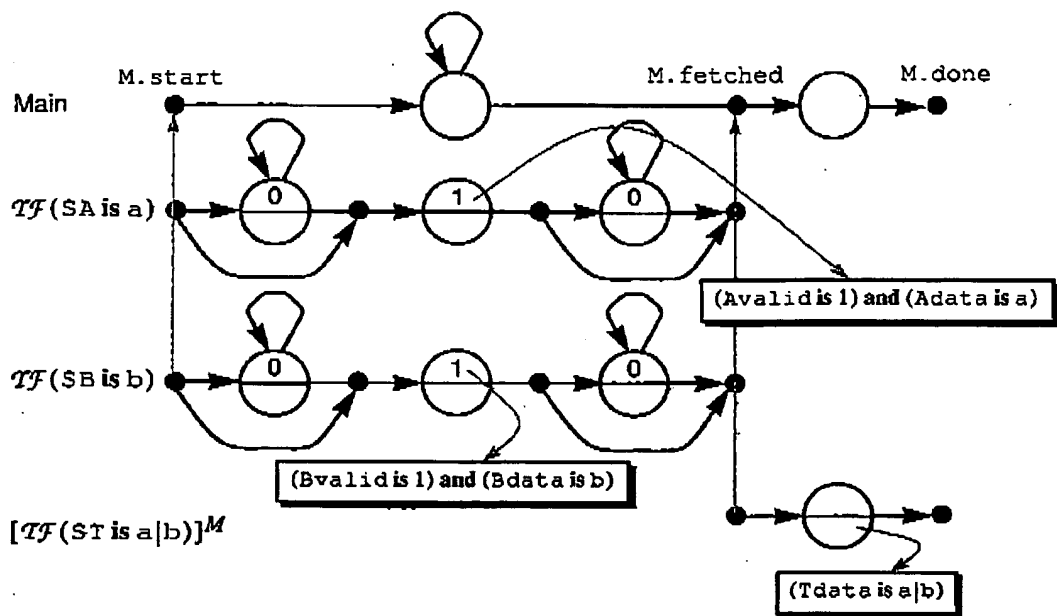 M.start
M.fetched
M.done
Main
0
1
0
𝒯ℱ($A is a)
(Avalid is 1) and (Adata is a)
0
1
0
𝒯ℱ($B is b)
(Bvalid is 1) and (Bdata is b)
[𝒯ℱ($T is a|b)]ᴹ
(Tdata is a|b)